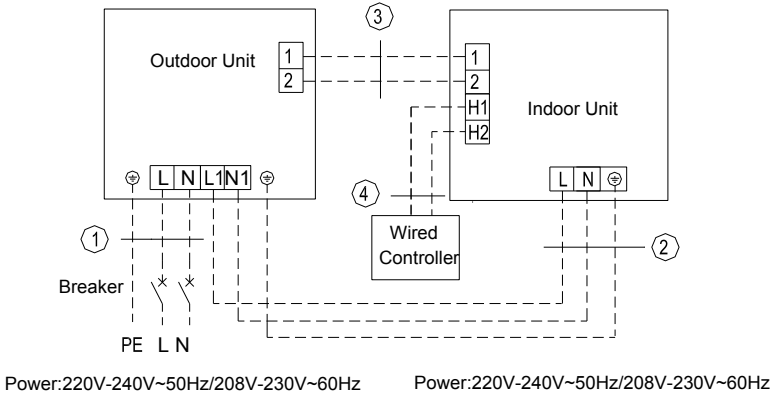 3
Outdoor Unit
1
2
1
2
H1
H2
Indoor Unit
⏚ L N L1 N1 ⏚
L N ⏚
4
1
Wired
Controller
2
Breaker
PE L N
Power:220V-240V~50Hz/208V-230V~60Hz
Power:220V-240V~50Hz/208V-230V~60Hz